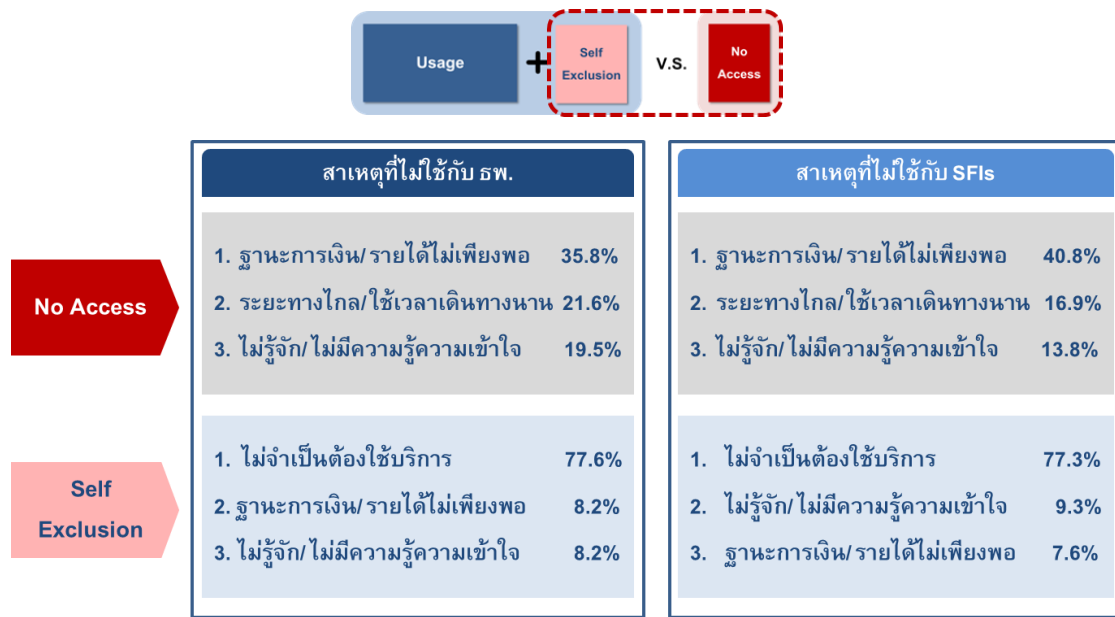 Usage
+
Self
Exclusion
V.S.
No
Access
สาเหตุที่ไม่ใช้กับ ธพ.
สาเหตุที่ไม่ใช้กับ SFIs
No Access
1. ฐานะการเงิน/รายได้ไม่เพียงพอ 35.8%
2. ระยะทางไกล/ใช้เวลาเดินทางนาน 21.6%
3. ไม่รู้จัก/ไม่มีความรู้ความเข้าใจ 19.5%
1. ฐานะการเงิน/รายได้ไม่เพียงพอ 40.8%
2. ระยะทางไกล/ใช้เวลาเดินทางนาน 16.9%
3. ไม่รู้จัก/ไม่มีความรู้ความเข้าใจ 13.8%
Self
Exclusion
1. ไม่จำเป็นต้องใช้บริการ 77.6%
2. ฐานะการเงิน/รายได้ไม่เพียงพอ 8.2%
3. ไม่รู้จัก/ไม่มีความรู้ความเข้าใจ 8.2%
1. ไม่จำเป็นต้องใช้บริการ 77.3%
2. ไม่รู้จัก/ไม่มีความรู้ความเข้าใจ 9.3%
3. ฐานะการเงิน/รายได้ไม่เพียงพอ 7.6%